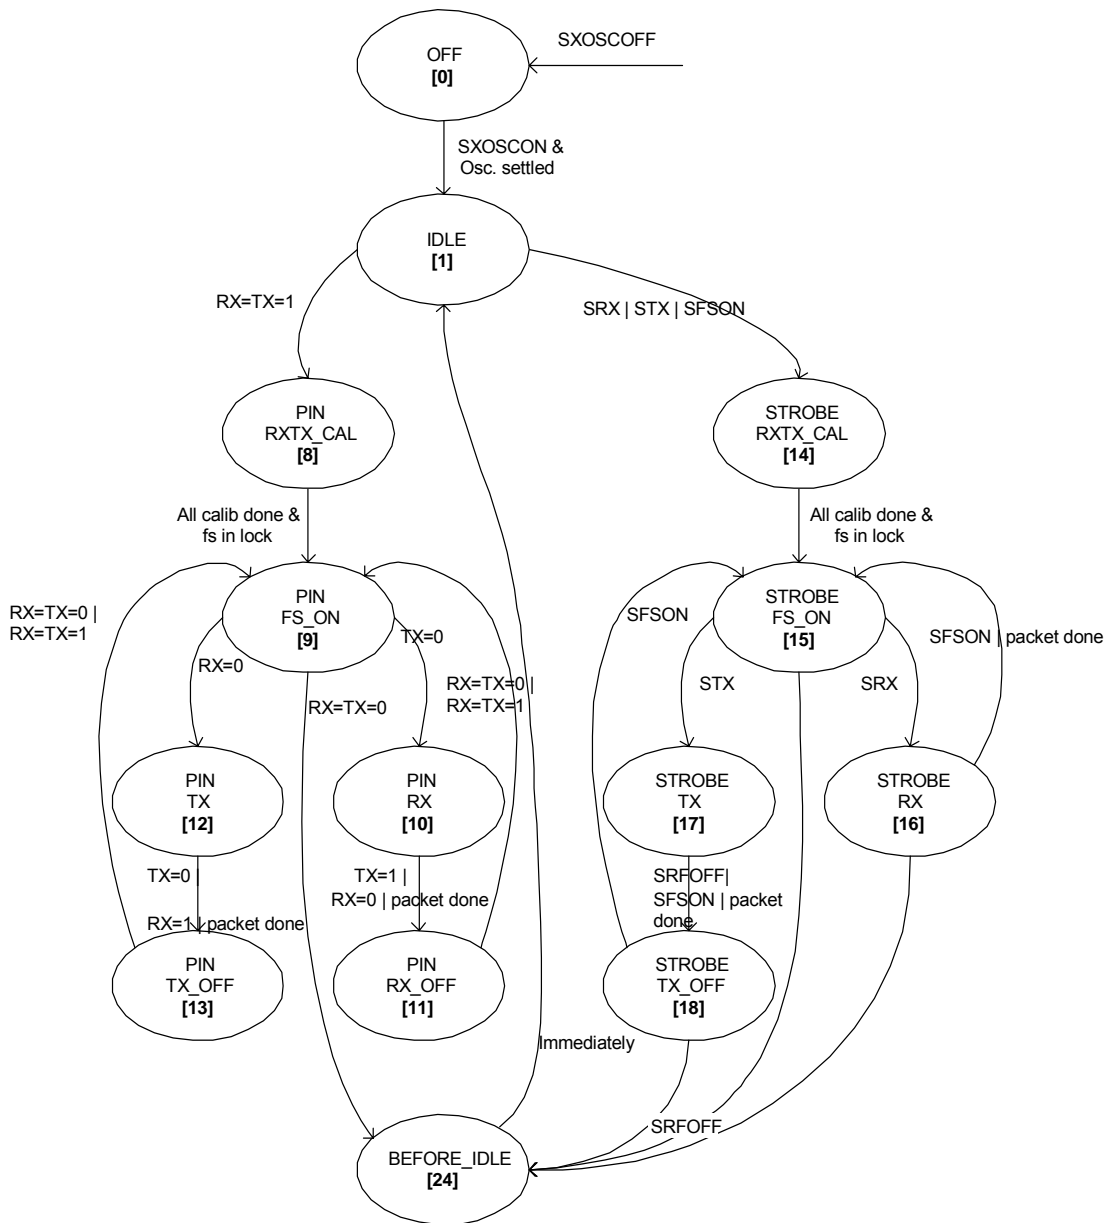 SXOSCOFF
OFF
[0]
SXOSCON &
Osc. settled
IDLE
[1]
RX=TX=1
SRX | STX | SFSON
PIN
RXTX_CAL
[8]
STROBE
RXTX_CAL
[14]
All calib done &
fs in lock
All calib done &
fs in lock
RX=TX=0 |
RX=TX=1
PIN
FS_ON
[9]
TX=0
RX=0
RX=TX=0
RX=TX=0 |
RX=TX=1
SFSON
STROBE
FS_ON
[15]
SFSON | packet done
STX
SRX
PIN
TX
[12]
PIN
RX
[10]
STROBE
TX
[17]
STROBE
RX
[16]
TX=0 |
RX=1 | packet done
TX=1 |
RX=0 | packet done
SRFOFF|
SFSON | packet
done
PIN
TX_OFF
[13]
PIN
RX_OFF
[11]
STROBE
TX_OFF
[18]
Immediately
SRFOFF
BEFORE_IDLE
[24]